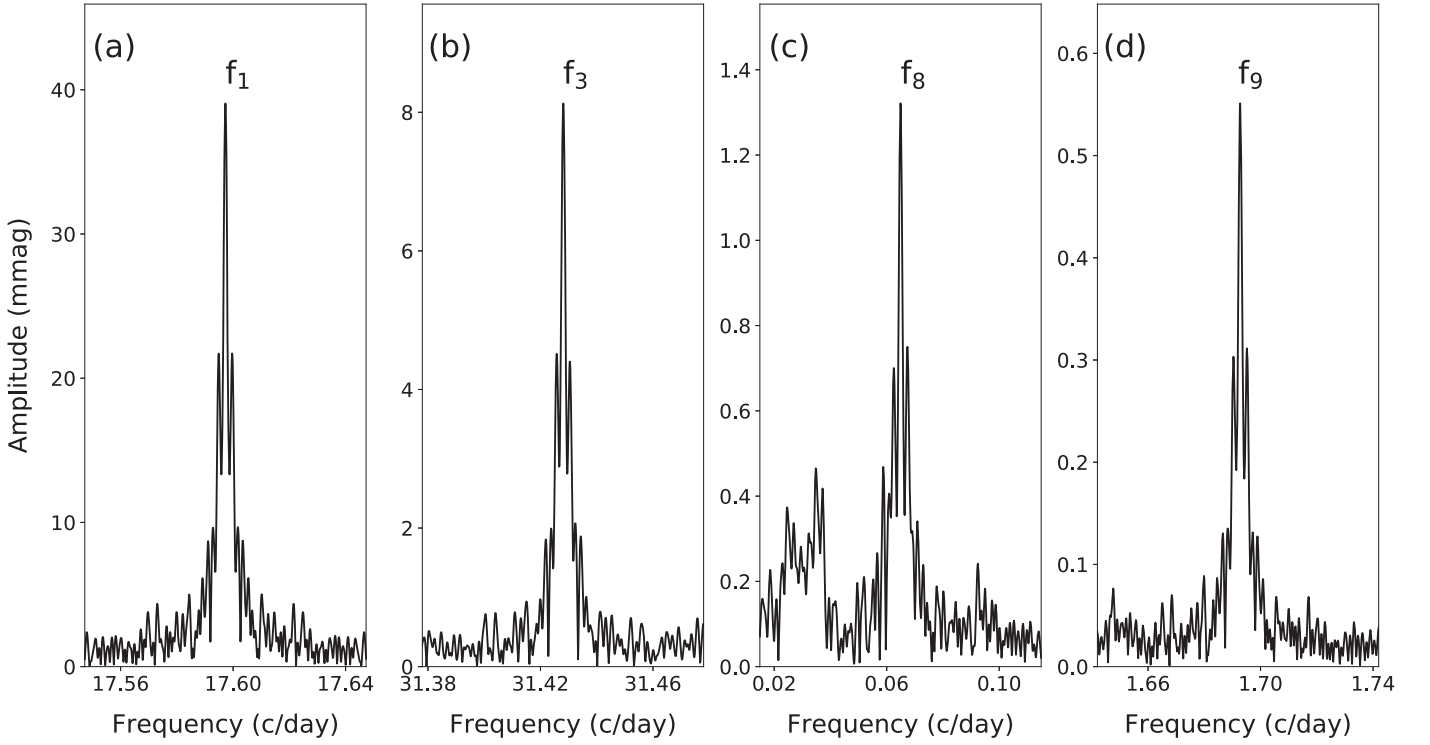 (a)
f₁
(b)
f₃
(c)
f₈
(d)
f₉
Amplitude (mmag)
40
30
20
10
0
8
6
4
2
0
1.4
1.2
1.0
0.8
0.6
0.4
0.2
0.0
0.6
0.5
0.4
0.3
0.2
0.1
0.0
17.56 17.60 17.64
31.38 31.42 31.46
0.02 0.06 0.10
1.66 1.70 1.74
Frequency (c/day)
Frequency (c/day)
Frequency (c/day)
Frequency (c/day)